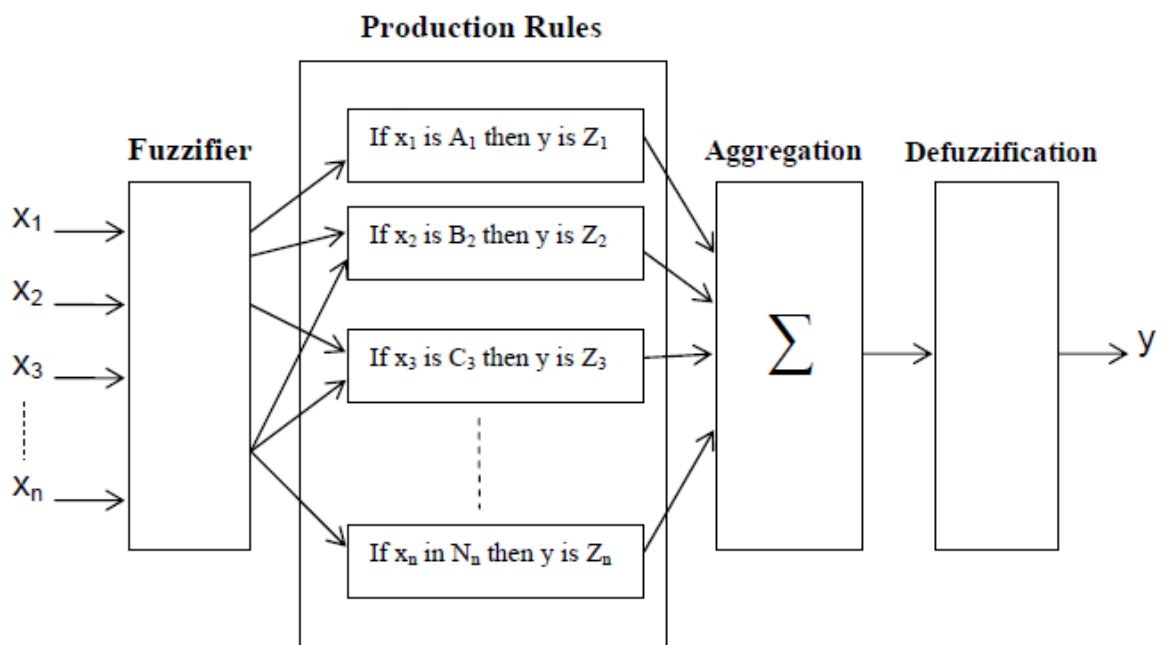 Production Rules
Fuzzifier
Aggregation
Defuzzification
x₁
x₂
x₃
xₙ
If x₁ is A₁ then y is Z₁
If x₂ is B₂ then y is Z₂
If x₃ is C₃ then y is Z₃
If xₙ in Nₙ then y is Zₙ
∑
y